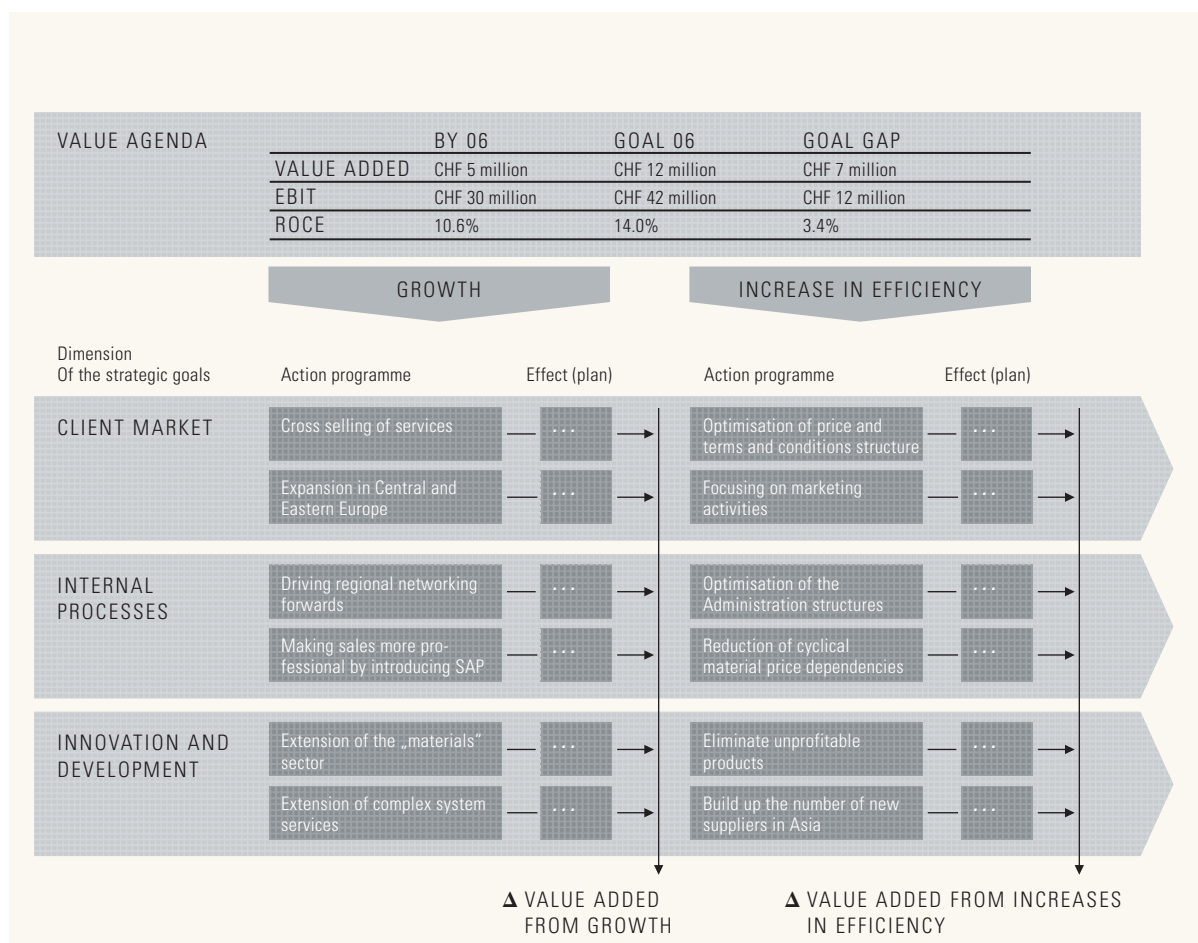 VALUE AGENDA
BY 06 GOAL 06 GOAL GAP
VALUE ADDED CHF 5 million CHF 12 million CHF 7 million
EBIT CHF 30 million CHF 42 million CHF 12 million
ROCE 10.6% 14.0% 3.4%
GROWTH
INCREASE IN EFFICIENCY
Dimension
Of the strategic goals
Action programme Effect (plan) Action programme Effect (plan)
CLIENT MARKET
Cross selling of services
...
Optimisation of price and
terms and conditions structure
...
Expansion in Central and
Eastern Europe
...
Focusing on marketing
activities
...
INTERNAL
PROCESSES
Driving regional networking
forwards
...
Optimisation of the
Administration structures
...
Making sales more pro-
fessional by introducing SAP
...
Reduction of cyclical
material price dependencies
...
INNOVATION AND
DEVELOPMENT
Extension of the „materials“
sector
...
Eliminate unprofitable
products
...
Extension of complex system
services
...
Build up the number of new
suppliers in Asia
...
Δ VALUE ADDED
FROM GROWTH
Δ VALUE ADDED FROM INCREASES
IN EFFICIENCY